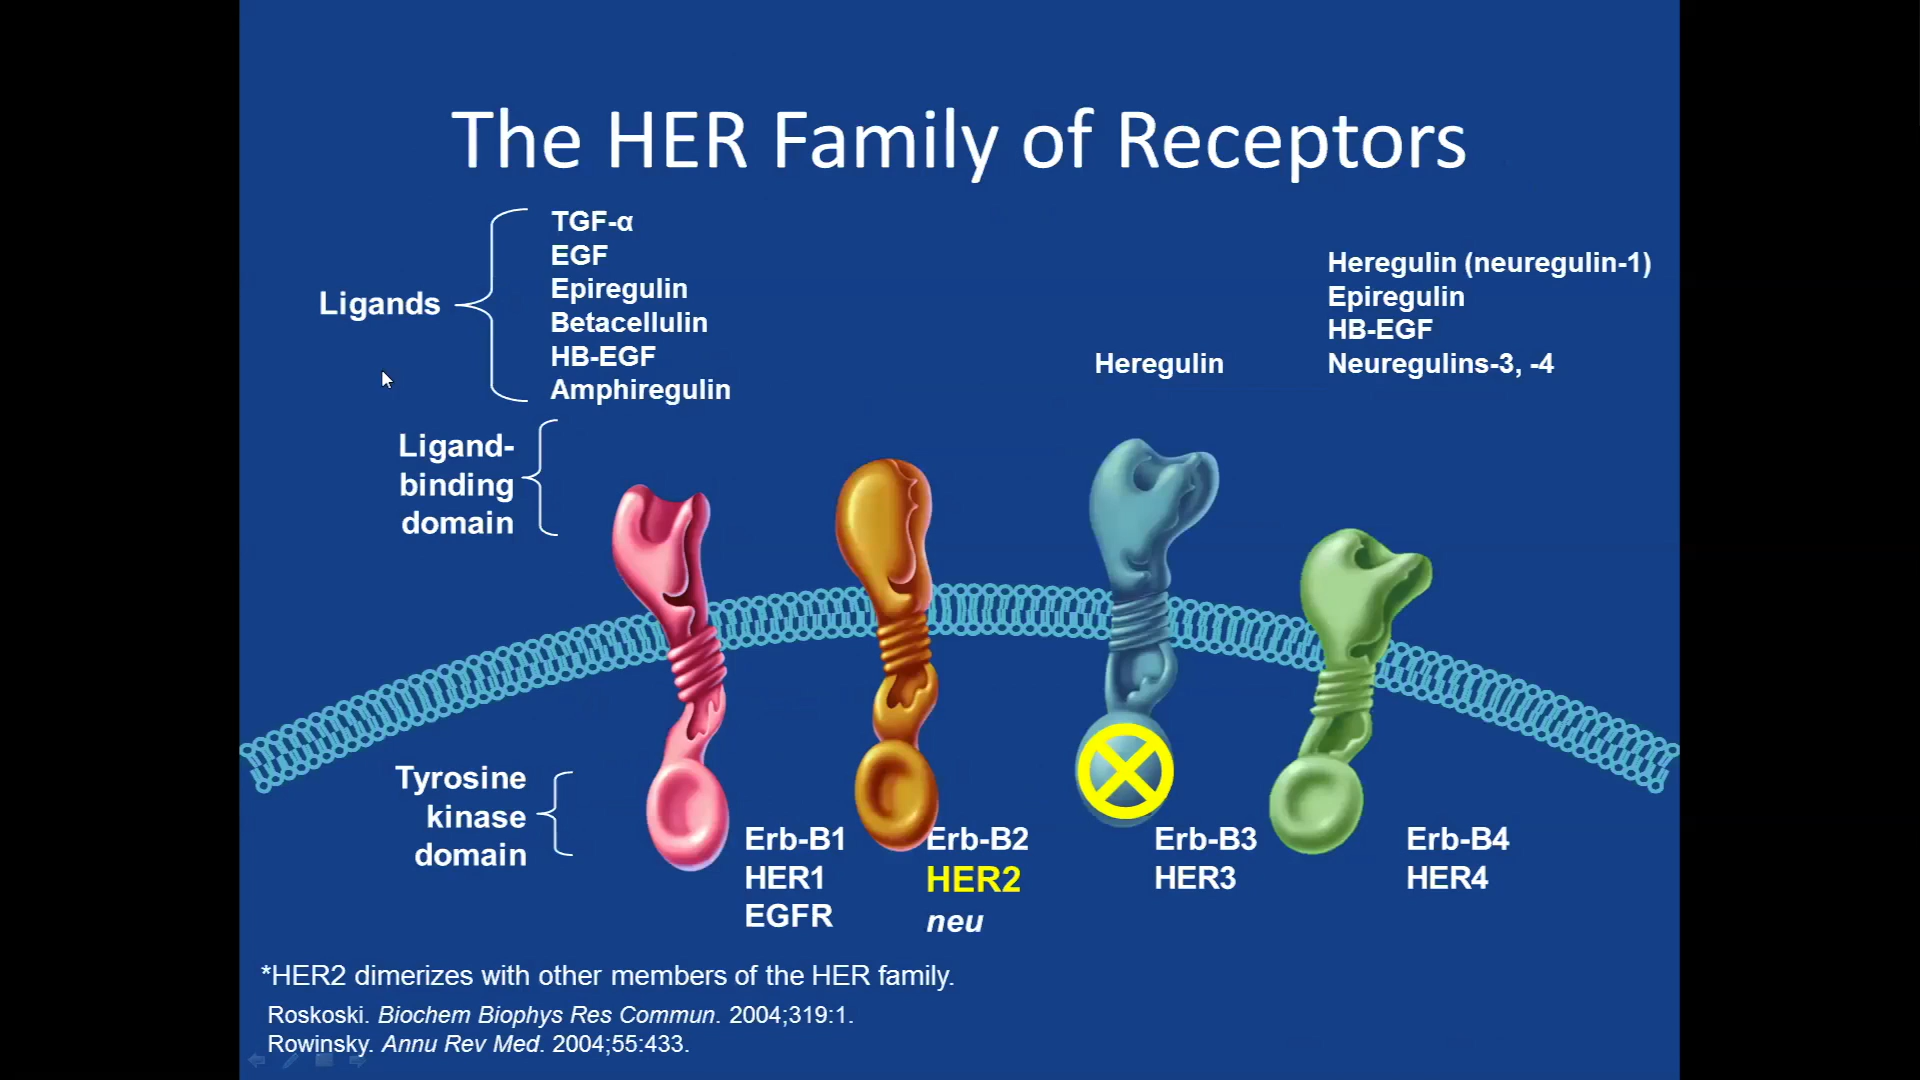 The HER Family of Receptors
Ligands
TGF-α
EGF
Epiregulin
Betacellulin
HB-EGF
Amphiregulin
Heregulin
Heregulin (neuregulin-1)
Epiregulin
HB-EGF
Neuregulins-3, -4
Ligand-
binding
domain
Tyrosine
kinase
domain
Erb-B1
HER1
EGFR
Erb-B2
HER2
neu
Erb-B3
HER3
Erb-B4
HER4
*HER2 dimerizes with other members of the HER family.
Roskoski. Biochem Biophys Res Commun. 2004;319:1.
Rowinsky. Annu Rev Med. 2004;55:433.